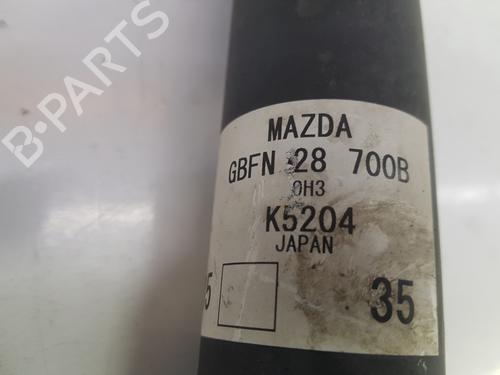 B-PARTS
MAZDA
GBFN 28 700B
0H3
K5204
JAPAN
5 35